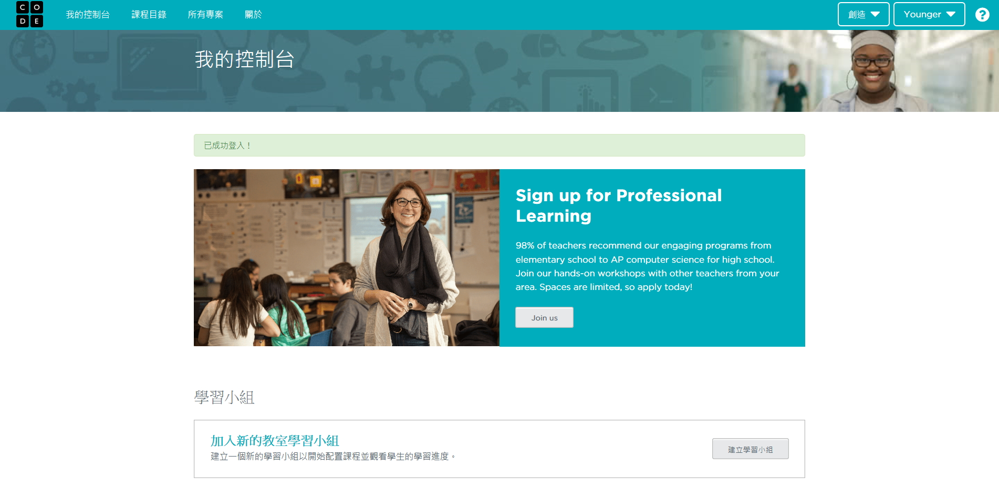 C O
D E
我的控制台 課程目錄 所有專案 關於 創造 Younger ?
我的控制台
已成功登入！
Sign up for Professional
Learning
98% of teachers recommend our engaging programs from
elementary school to AP computer science for high school.
Join our hands-on workshops with other teachers from your
area. Spaces are limited, so apply today!
Join us
學習小組
加入新的教室學習小組
建立一個新的學習小組以開始配置課程並觀看學生的學習進度。
建立學習小組